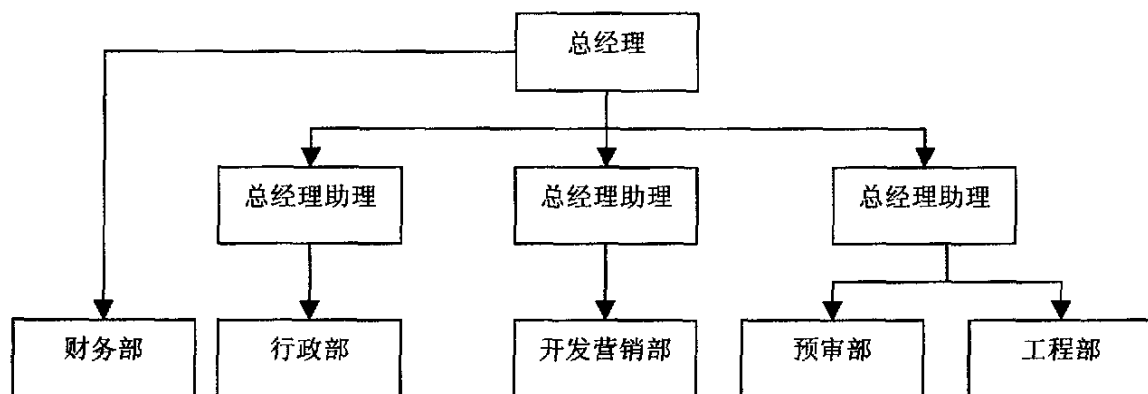 总经理
总经理助理
总经理助理
总经理助理
财务部
行政部
开发营销部
预审部
工程部